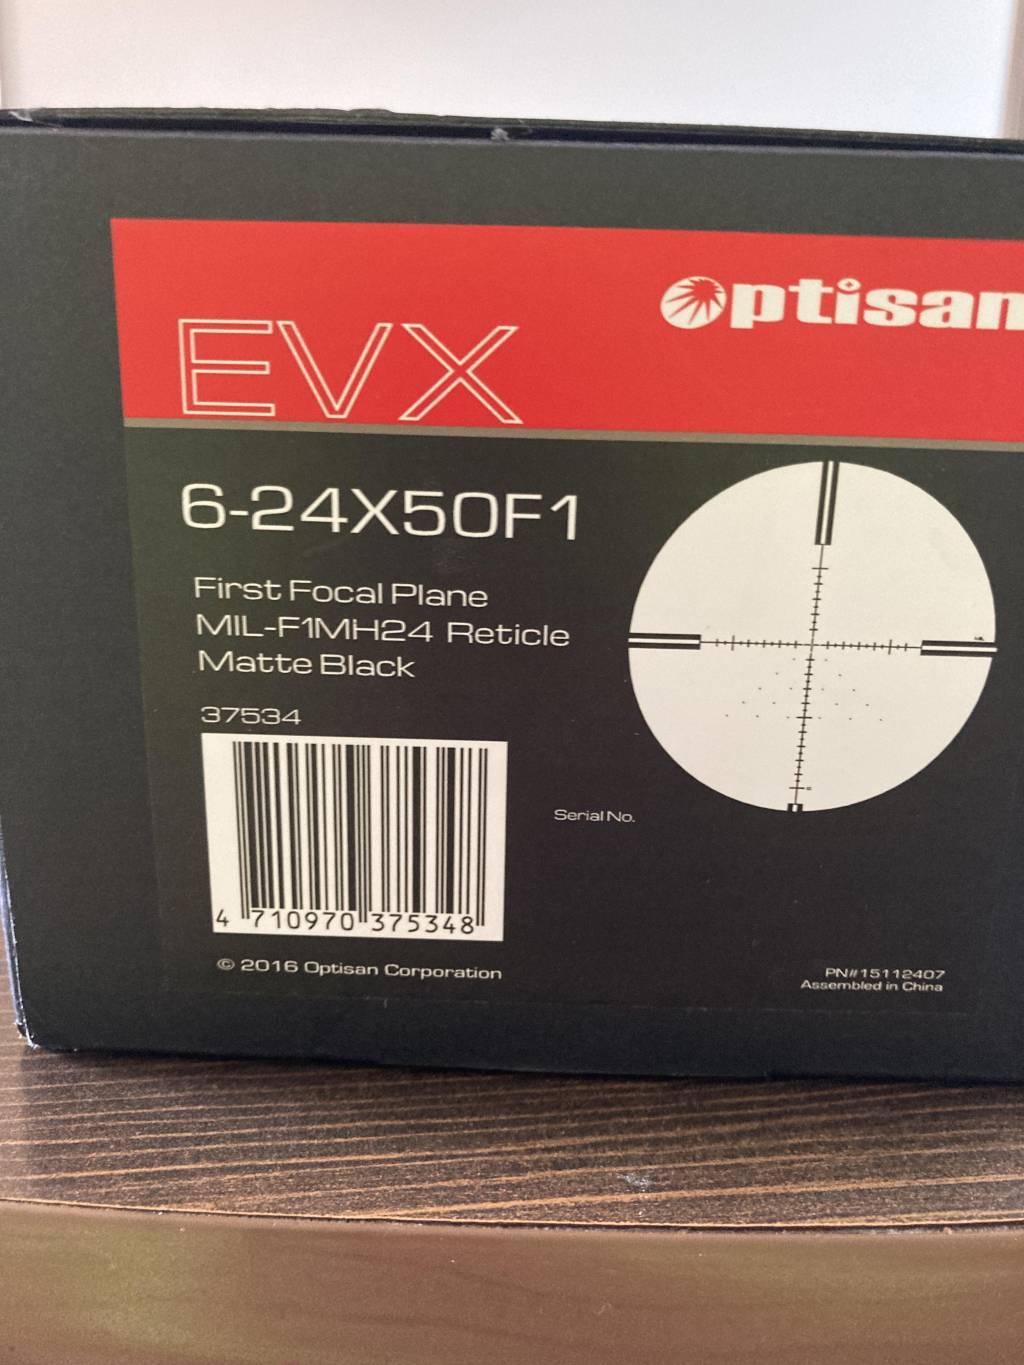 Optisan
EVX
6-24X50F1
First Focal Plane
MIL-F1MH24 Reticle
Matte Black
37534
4 710970 375348
Serial No.
© 2016 Optisan Corporation
PN#15112407
Assembled in China